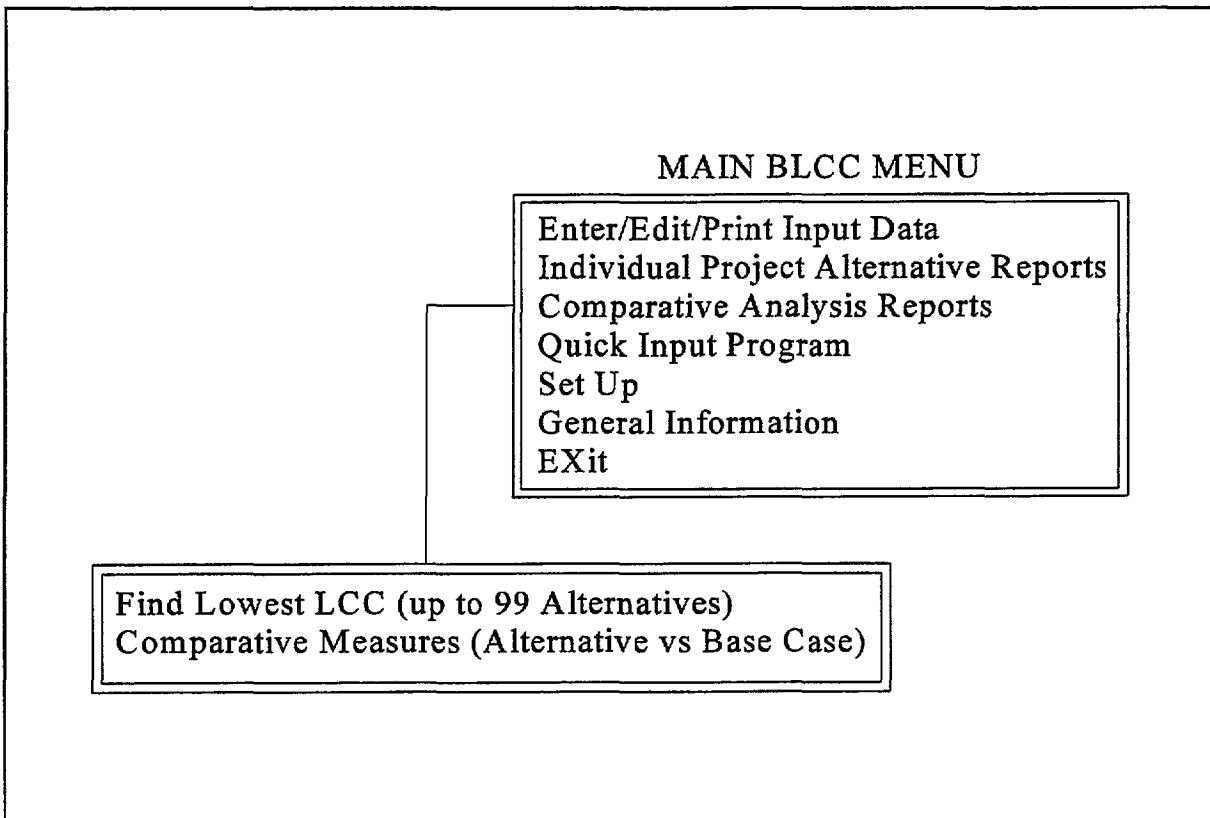 MAIN BLCC MENU
Enter/Edit/Print Input Data
Individual Project Alternative Reports
Comparative Analysis Reports
Quick Input Program
Set Up
General Information
EXit
Find Lowest LCC (up to 99 Alternatives)
Comparative Measures (Alternative vs Base Case)